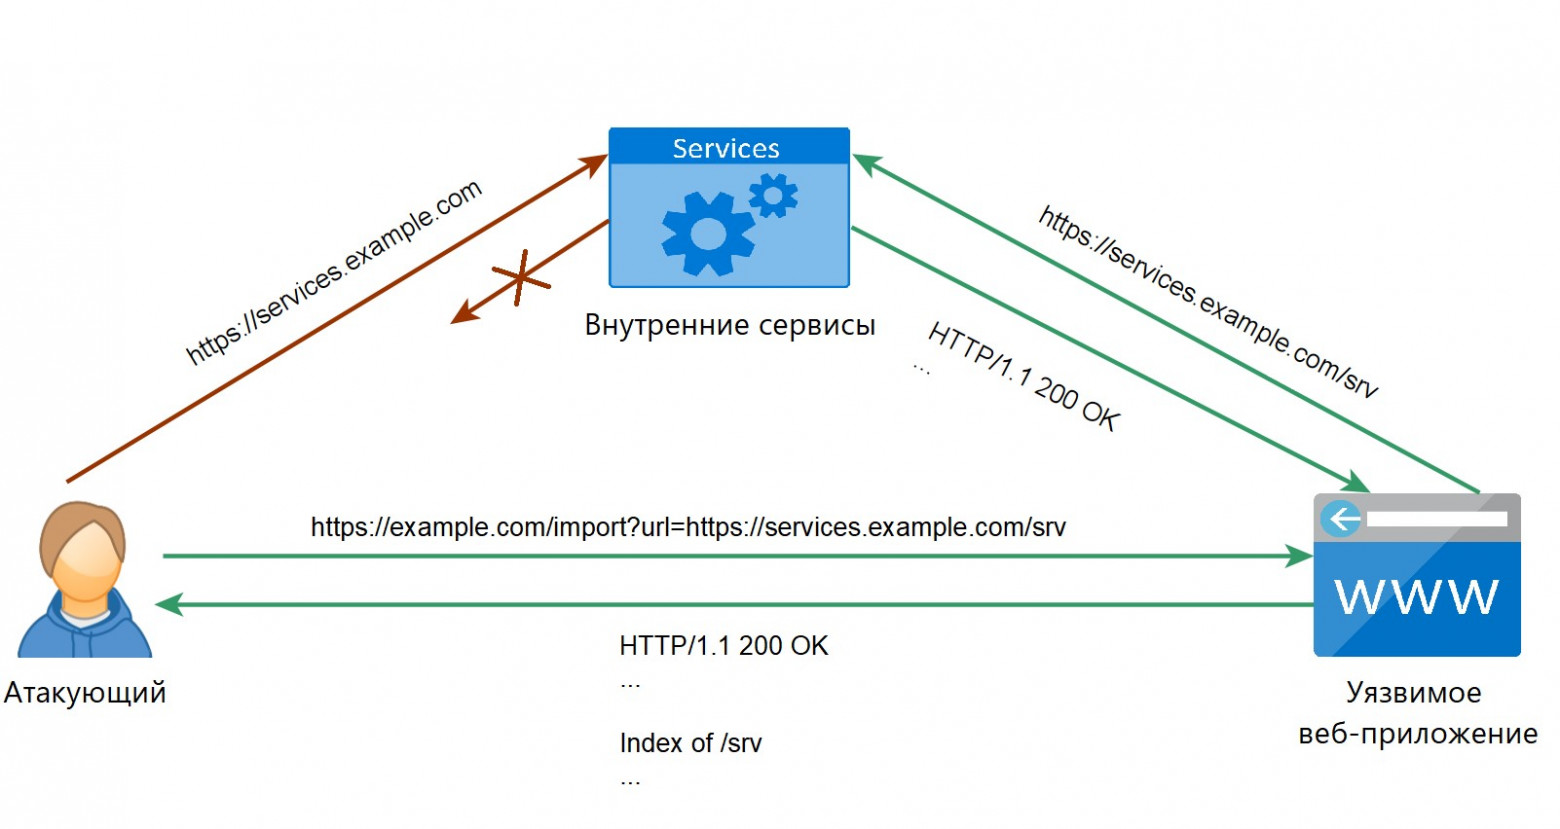 Services
https://services.example.com
https://services.example.com/srv
Внутренние сервисы
HTTP/1.1 200 OK
...
https://example.com/import?url=https://services.example.com/srv
www
HTTP/1.1 200 OK
...
Index of /srv
...
Атакующий
Уязвимое
веб-приложение